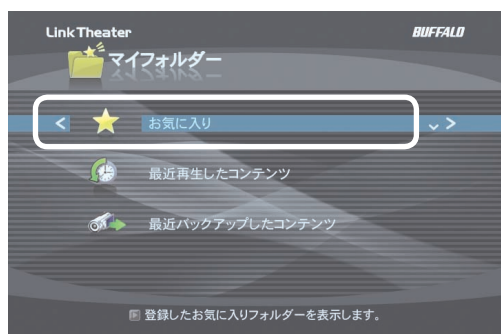 LinkTheater
BUFFALO
マイフォルダー
お気に入り
最近再生したコンテンツ
最近バックアップしたコンテンツ
登録したお気に入りフォルダーを表示します。